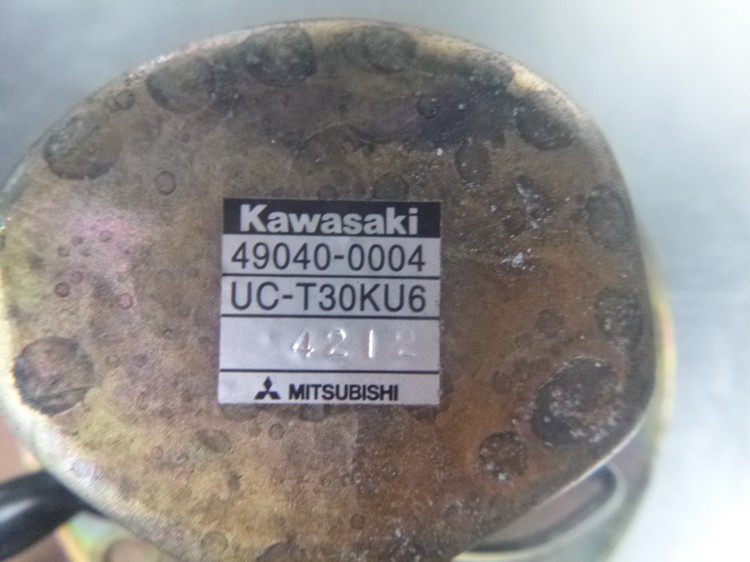 Kawasaki
49040-0004
UC-T30KU6
4212
MITSUBISHI